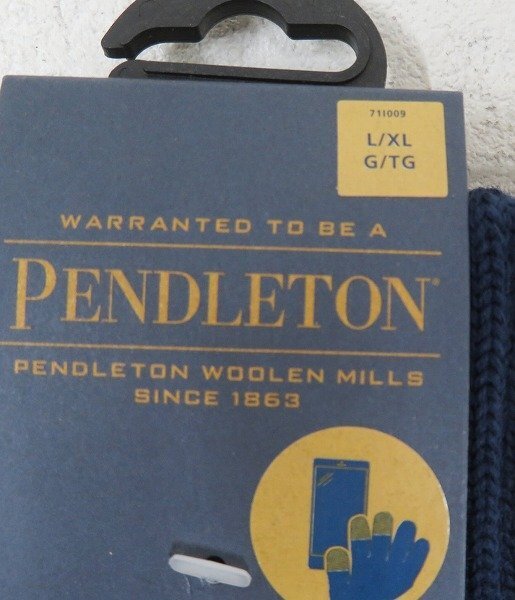 711009
L/XL
G/TG
WARRANTED TO BE A
PENDLETON®
PENDLETON WOOLEN MILLS
SINCE 1863